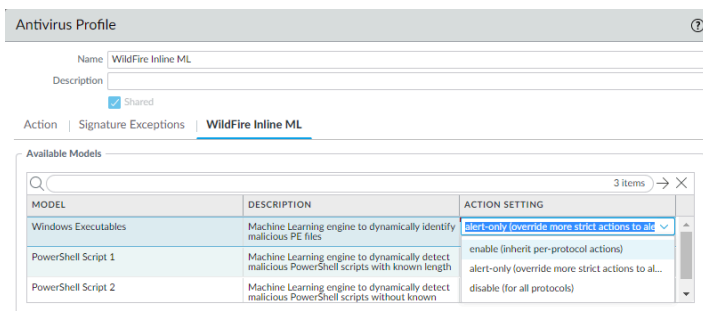 Antivirus Profile
Name WildFire Inline ML
Description
Shared
Action | Signature Exceptions | WildFire Inline ML
Available Models
3 items
MODEL DESCRIPTION ACTION SETTING
Windows Executables Machine Learning engine to dynamically identify alert-only (override more strict actions to ale
malicious PE files
enable (inherit per-protocol actions)
PowerShell Script 1 Machine Learning engine to dynamically detect
malicious PowerShell scripts with known length
alert-only (override more strict actions to al...
disable (for all protocols)
PowerShell Script 2 Machine Learning engine to dynamically detect
malicious PowerShell scripts without known